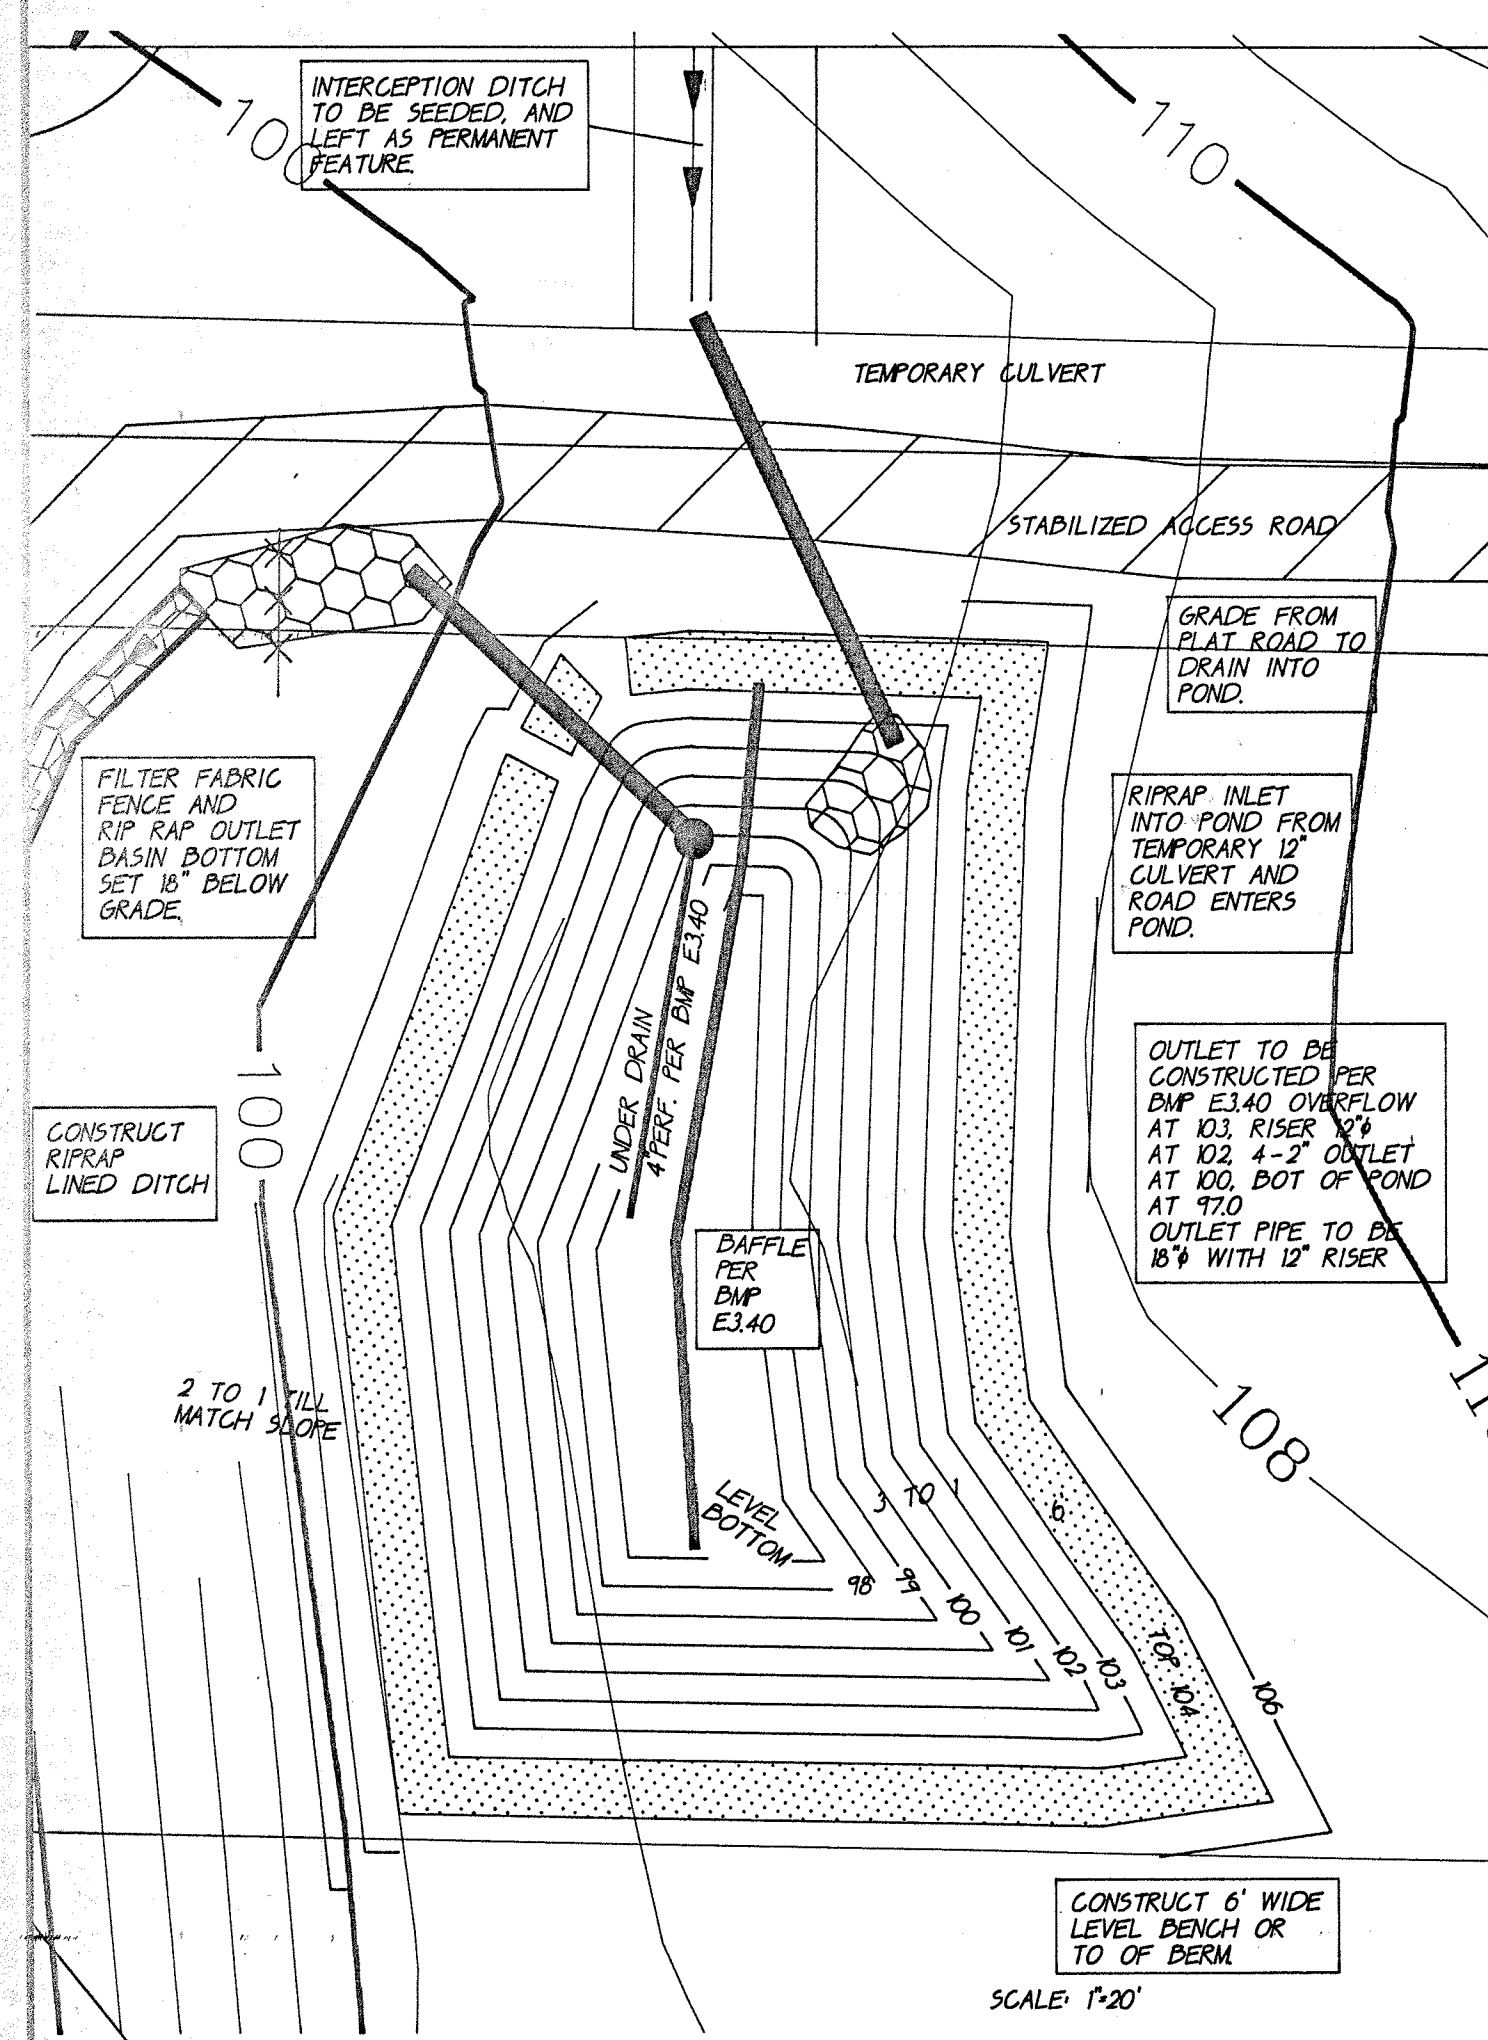 INTERCEPTION DITCH
TO BE SEEDED, AND
LEFT AS PERMANENT
FEATURE.
100
110
TEMPORARY CULVERT
STABILIZED ACCESS ROAD
GRADE FROM
PLAT ROAD TO
DRAIN INTO
POND.
FILTER FABRIC
FENCE AND
RIP RAP OUTLET
BASIN BOTTOM
SET 18" BELOW
GRADE.
RIPRAP INLET
INTO POND FROM
TEMPORARY 12"
CULVERT AND
ROAD ENTERS
POND.
UNDER DRAIN
4"PERF. PER BMP E3.40
OUTLET TO BE
CONSTRUCTED PER
BMP E3.40 OVERFLOW
AT 103, RISER 12"φ
AT 102, 4-2" OUTLET
AT 100, BOT OF POND
AT 97.0
OUTLET PIPE TO BE
18"φ WITH 12" RISER
100
CONSTRUCT
RIPRAP
LINED DITCH
BAFFLE
PER
BMP
E3.40
2 TO 1 TILL
MATCH SLOPE
108
LEVEL
BOTTOM
3 TO 1
6'
98
99
100
101
102
103
TOP 104
106
CONSTRUCT 6' WIDE
LEVEL BENCH OR
TO OF BERM.
SCALE: 1"=20'